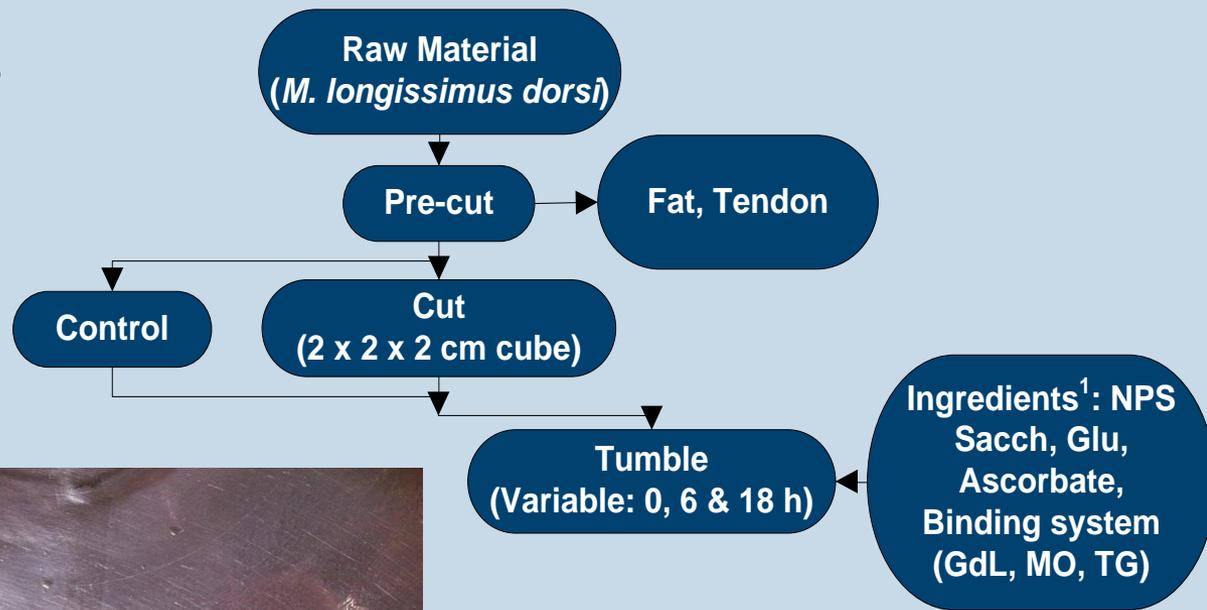 Raw Material
(M. longissimus dorsi)
Pre-cut
Fat, Tendon
Control
Cut
(2 x 2 x 2 cm cube)
Tumble
(Variable: 0, 6 & 18 h)
Ingredients¹: NPS
Sacch, Glu,
Ascorbate,
Binding system
(GdL, MO, TG)